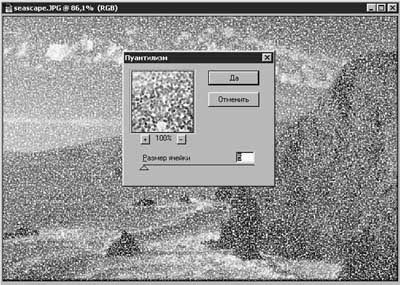 seascape.JPG @ 86,1% (RGB)
Пуантилизм
Да
Отменить
+ 100% -
Размер ячейки